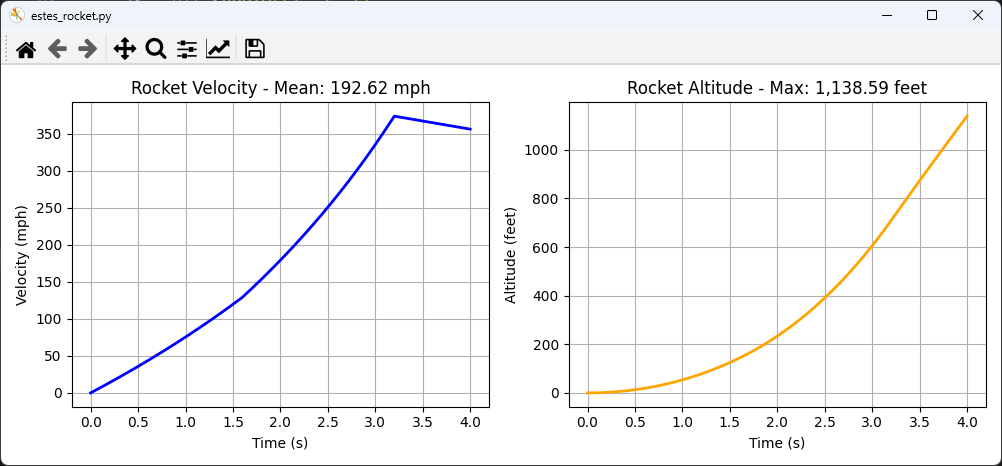 estes_rocket.py
Rocket Velocity - Mean: 192.62 mph
350
300
250
200
150
100
50
0
Velocity (mph)
0.0 0.5 1.0 1.5 2.0 2.5 3.0 3.5 4.0
Time (s)
Rocket Altitude - Max: 1,138.59 feet
1000
800
600
400
200
0
Altitude (feet)
0.0 0.5 1.0 1.5 2.0 2.5 3.0 3.5 4.0
Time (s)